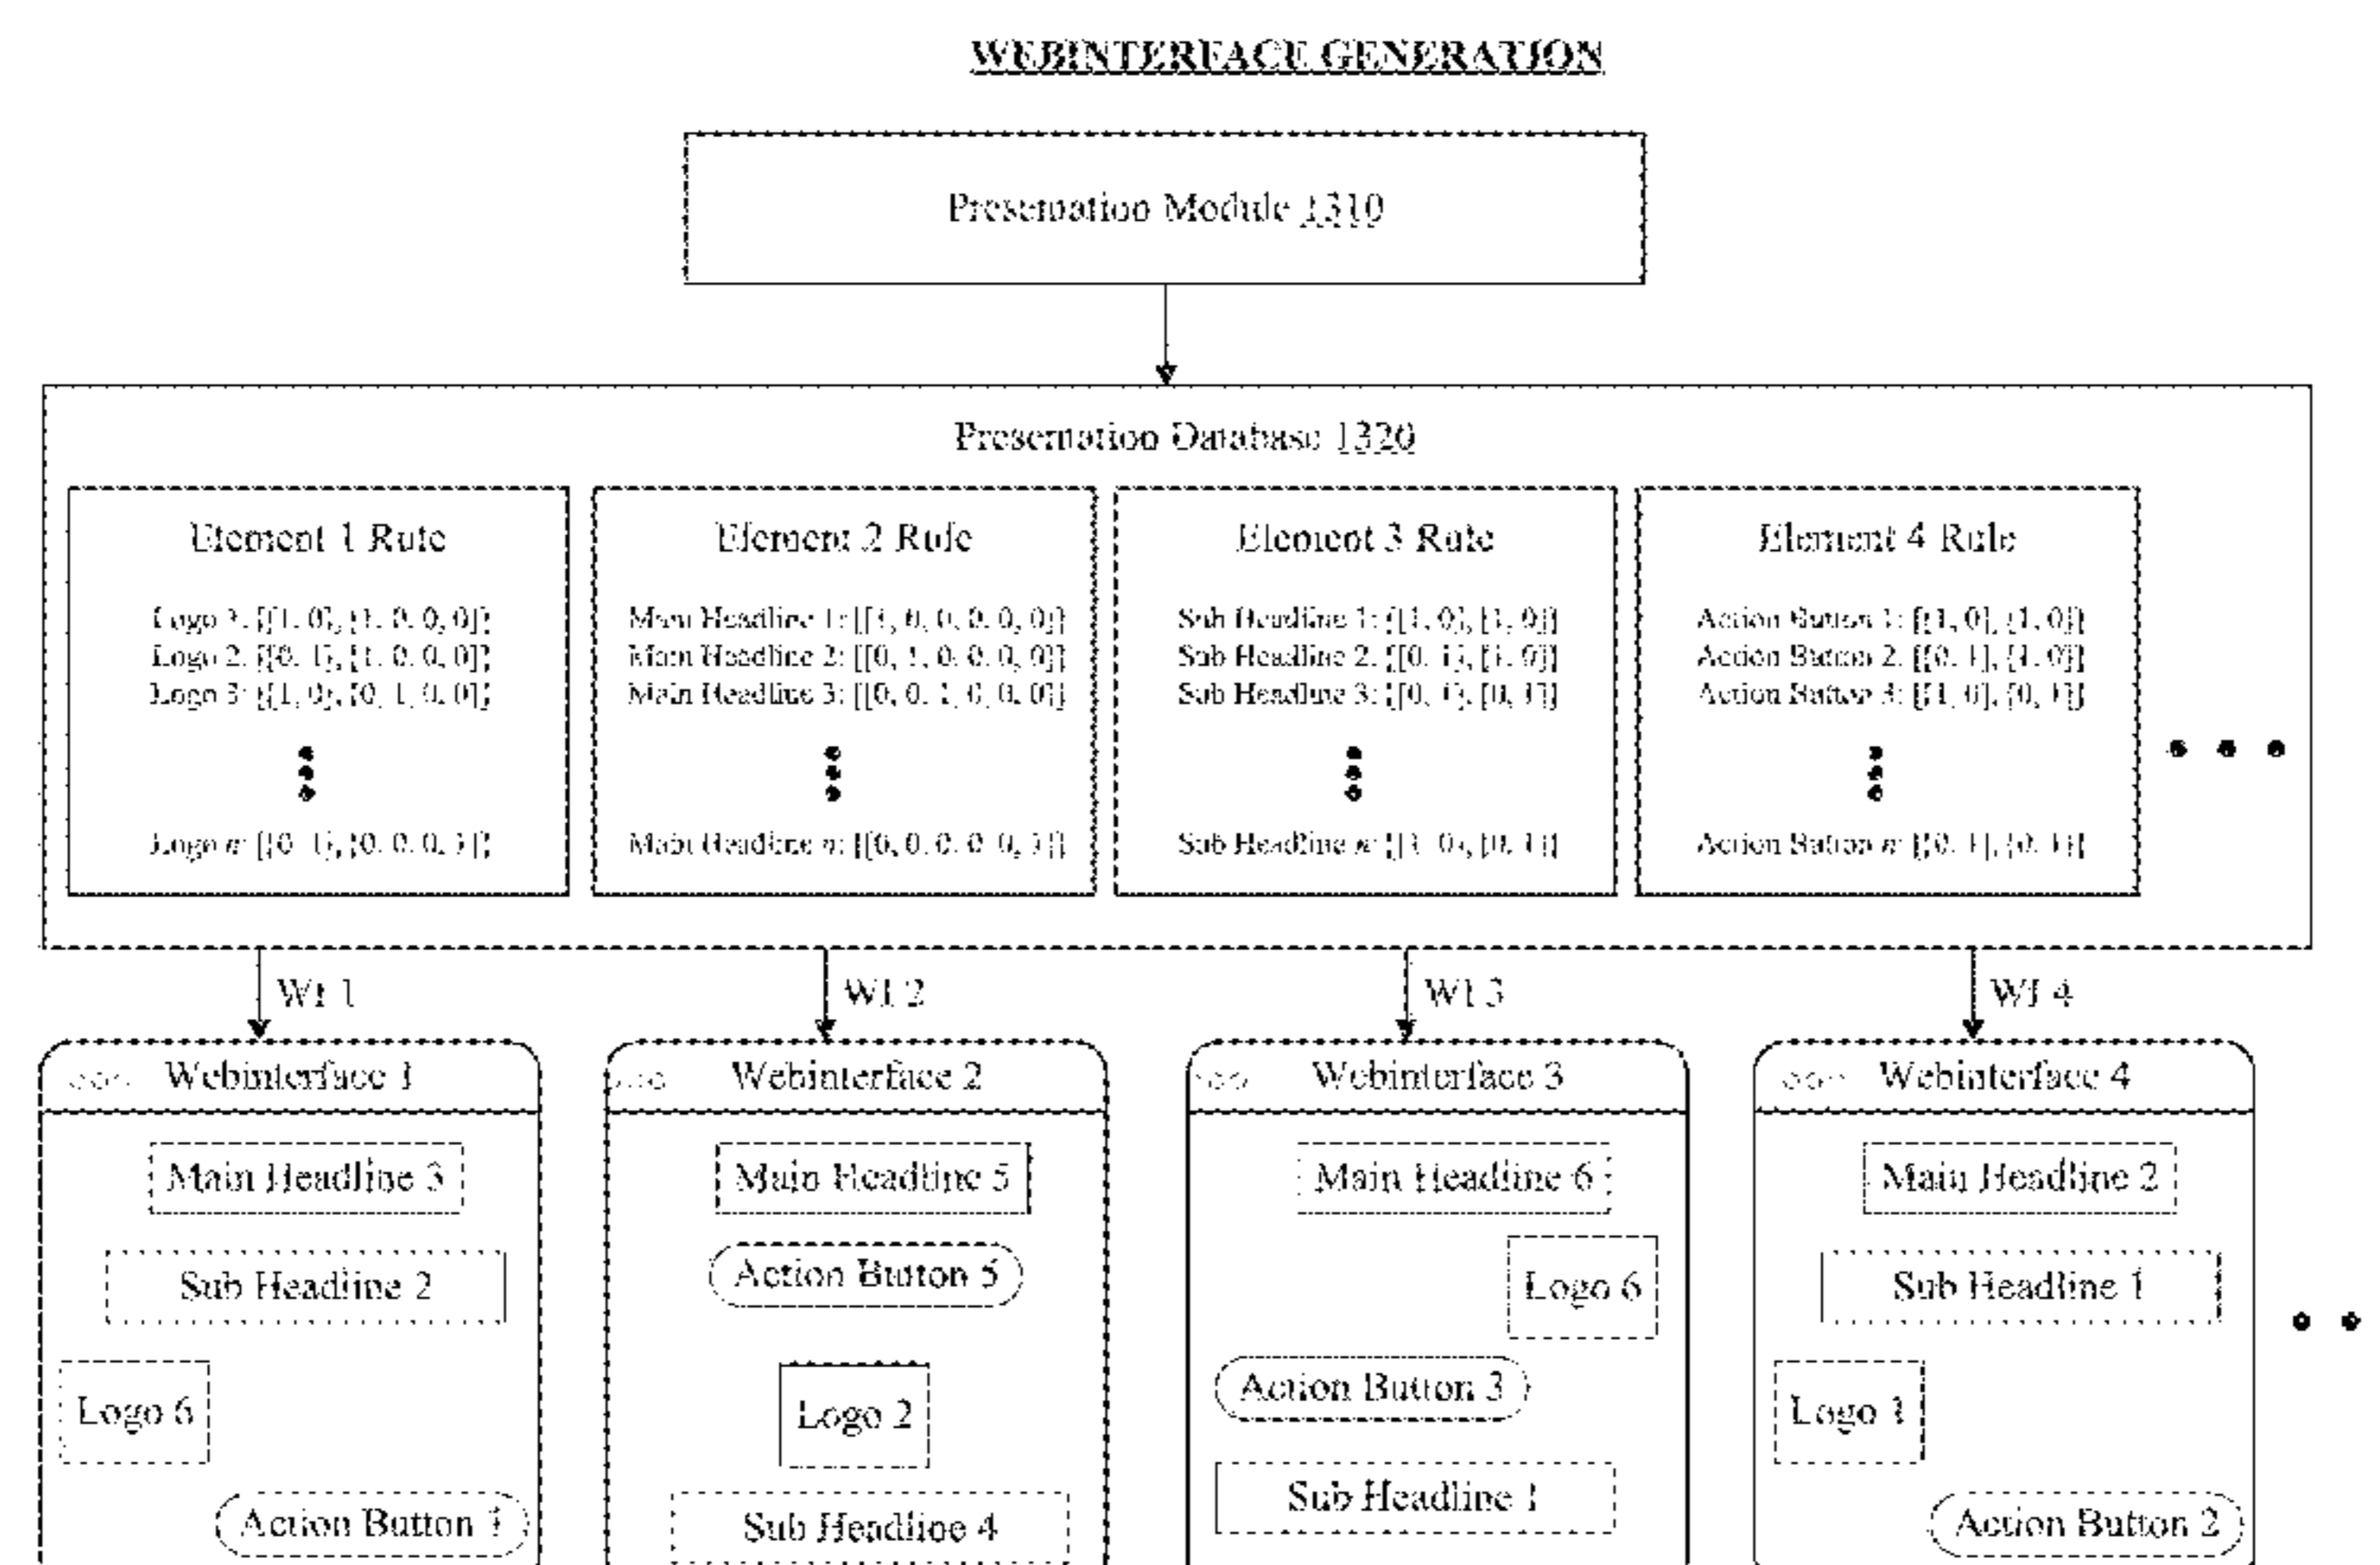 WEBINTERFACE GENERATION
Presentation Module 1310
Presentation Database 1320
Element 1 Rule
Logo 1: [[1, 0], [1, 0, 0, 0]]
Logo 2: [[0, 1], [1, 0, 0, 0]]
Logo 3: [[1, 0], [0, 1, 0, 0]]
Logo n: [[0, 1], [0, 0, 0, 1]]
Element 2 Rule
Main Headline 1: [[1, 0, 0, 0, 0, 0]]
Main Headline 2: [[0, 1, 0, 0, 0, 0]]
Main Headline 3: [[0, 0, 1, 0, 0, 0]]
Main Headline n: [[0, 0, 0, 0, 0, 1]]
Element 3 Rule
Sub Headline 1: [[1, 0], [1, 0]]
Sub Headline 2: [[0, 1], [1, 0]]
Sub Headline 3: [[0, 1], [0, 1]]
Sub Headline n: [[1, 0], [0, 1]]
Element 4 Rule
Action Button 1: [[1, 0], [1, 0]]
Action Button 2: [[0, 1], [1, 0]]
Action Button 3: [[1, 0], [0, 1]]
Action Button n: [[0, 1], [0, 1]]
WI 1
WI 2
WI 3
WI 4
Webinterface 1
Main Headline 3
Sub Headline 2
Logo 6
Action Button 1
Webinterface 2
Main Headline 5
Action Button 5
Logo 2
Sub Headline 4
Webinterface 3
Main Headline 6
Logo 6
Action Button 3
Sub Headline 1
Webinterface 4
Main Headline 2
Sub Headline 1
Logo 1
Action Button 2